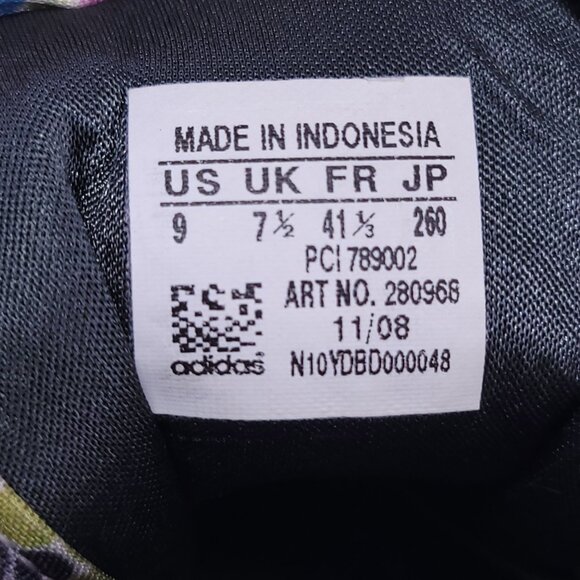 MADE IN INDONESIA
US UK FR JP
9 7½ 41⅓ 260
PCI 789002
ART NO. 280968
11/08
adidas N10YDBD000048